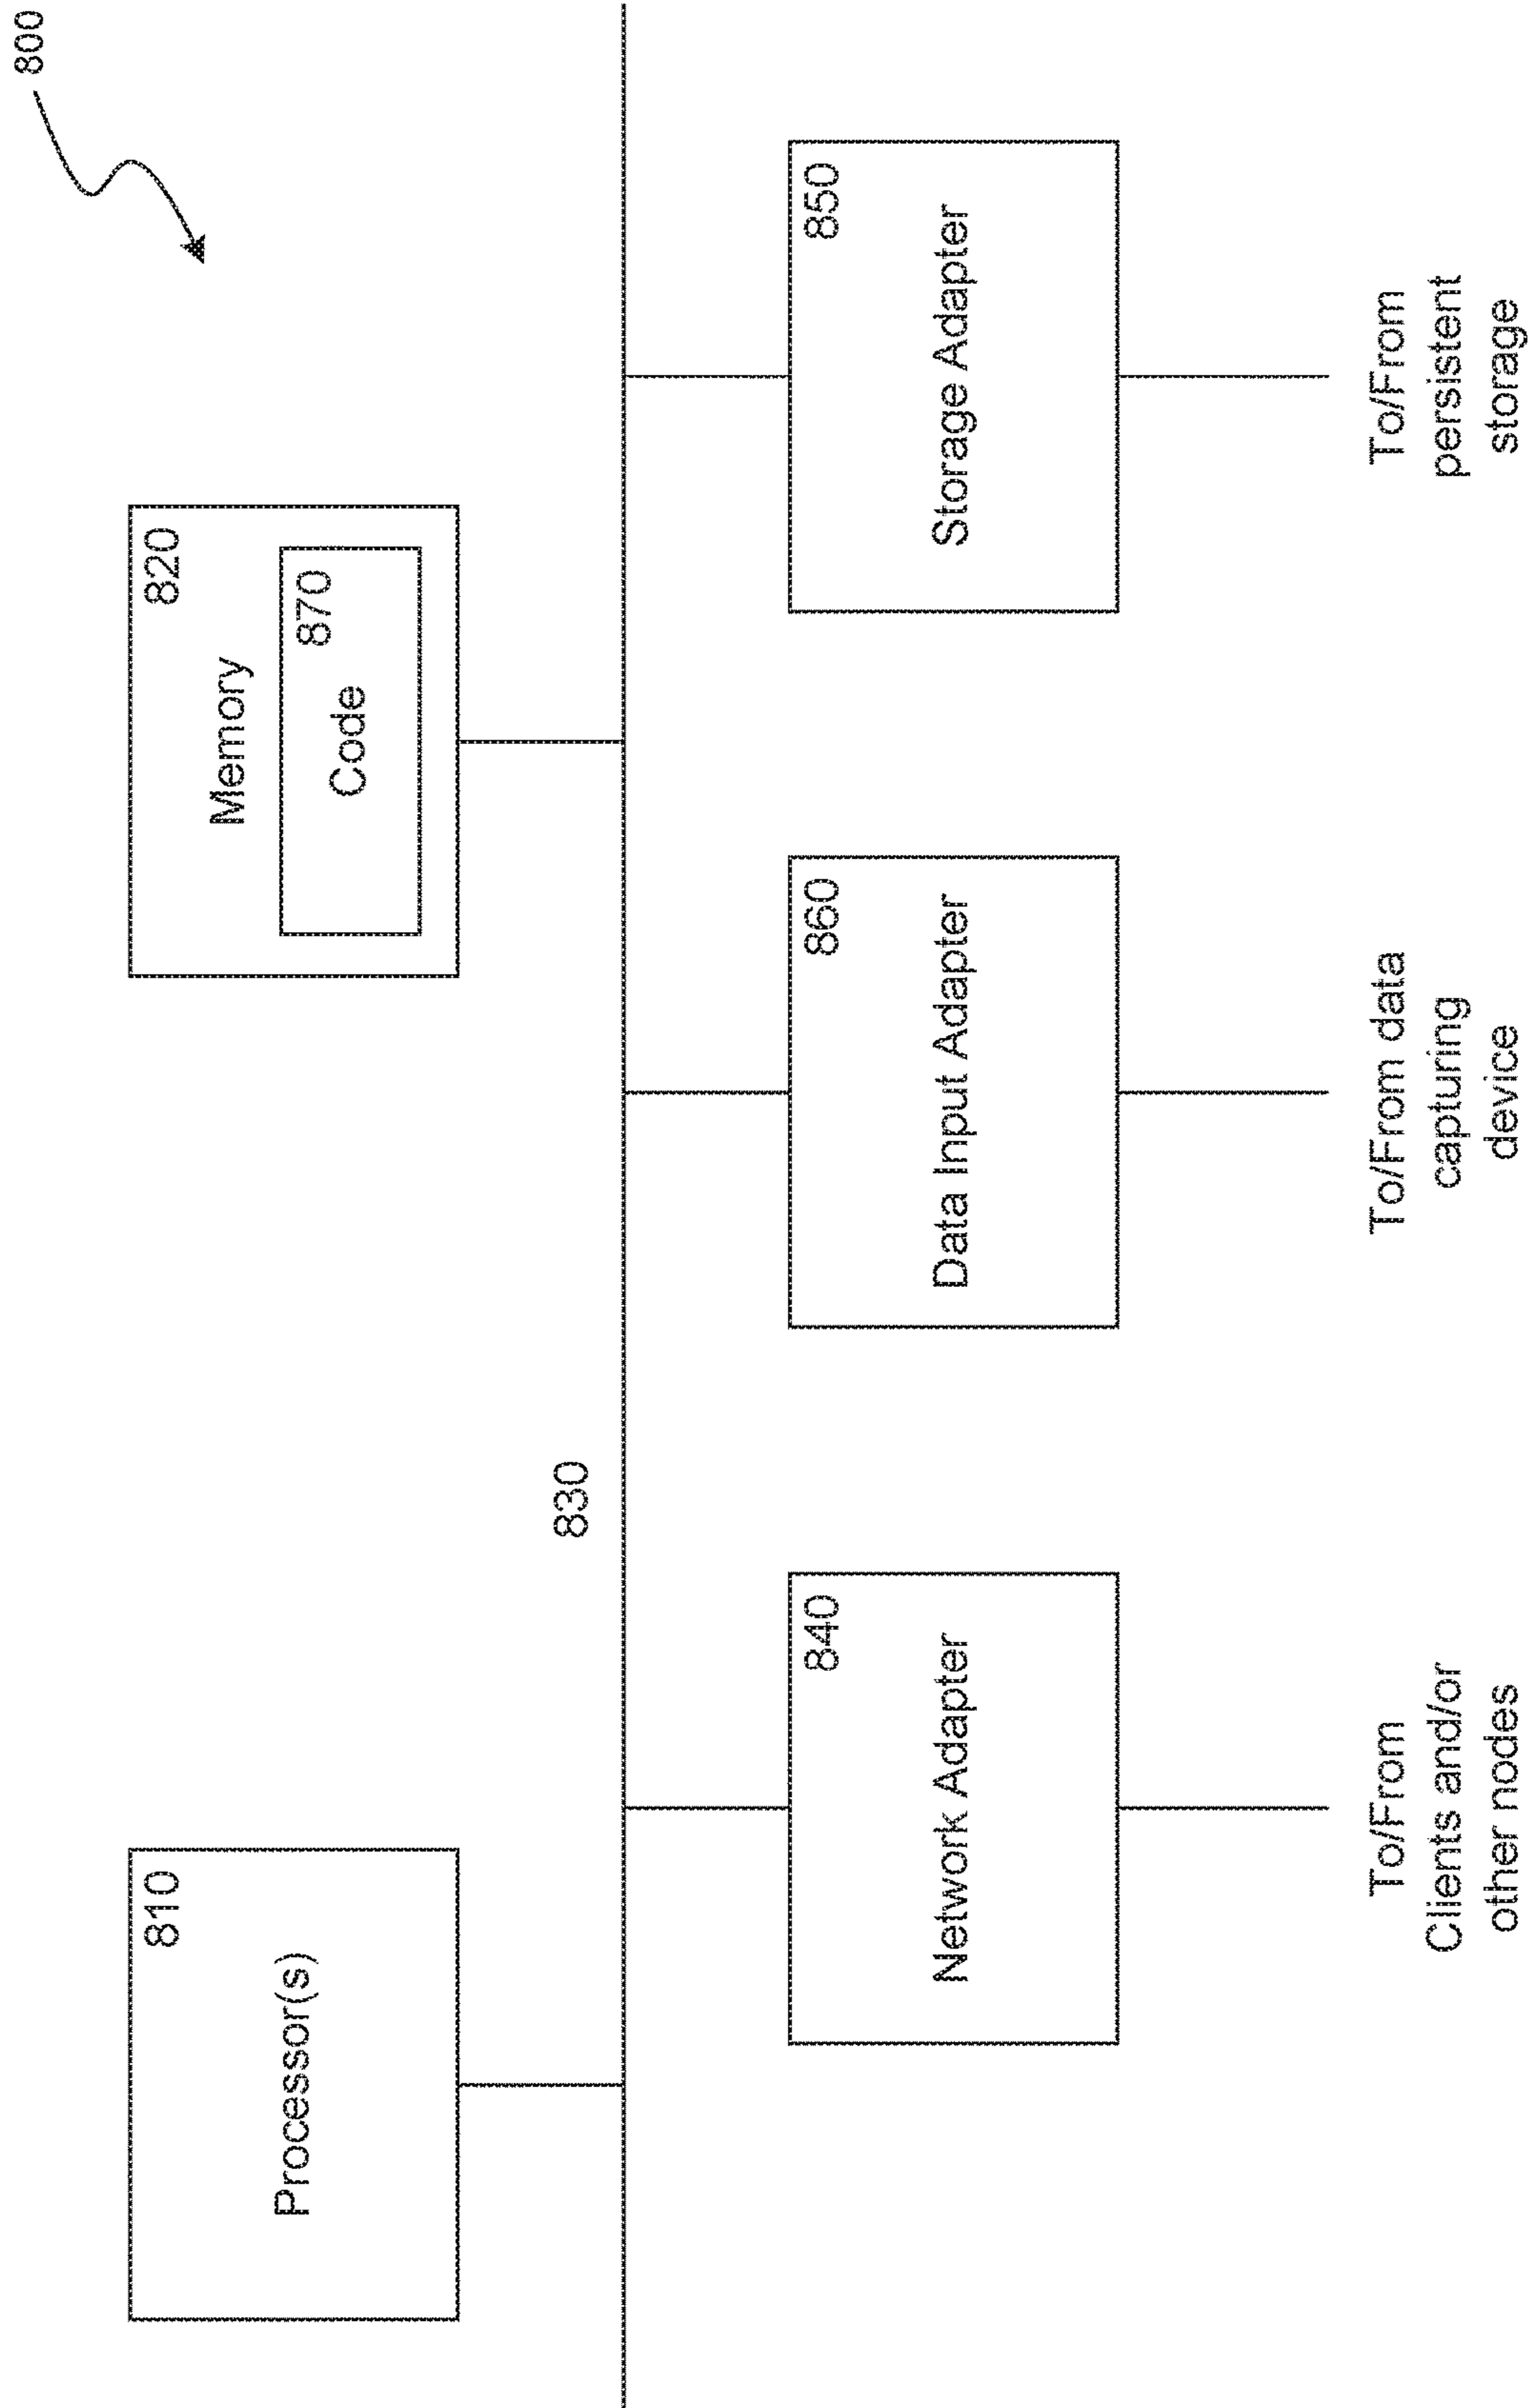 800
810
Processor(s)
820
Memory
870
Code
830
840
Network Adapter
860
Data Input Adapter
850
Storage Adapter
To/From
Clients and/or
other nodes
To/From data
capturing
device
To/From
persistent
storage